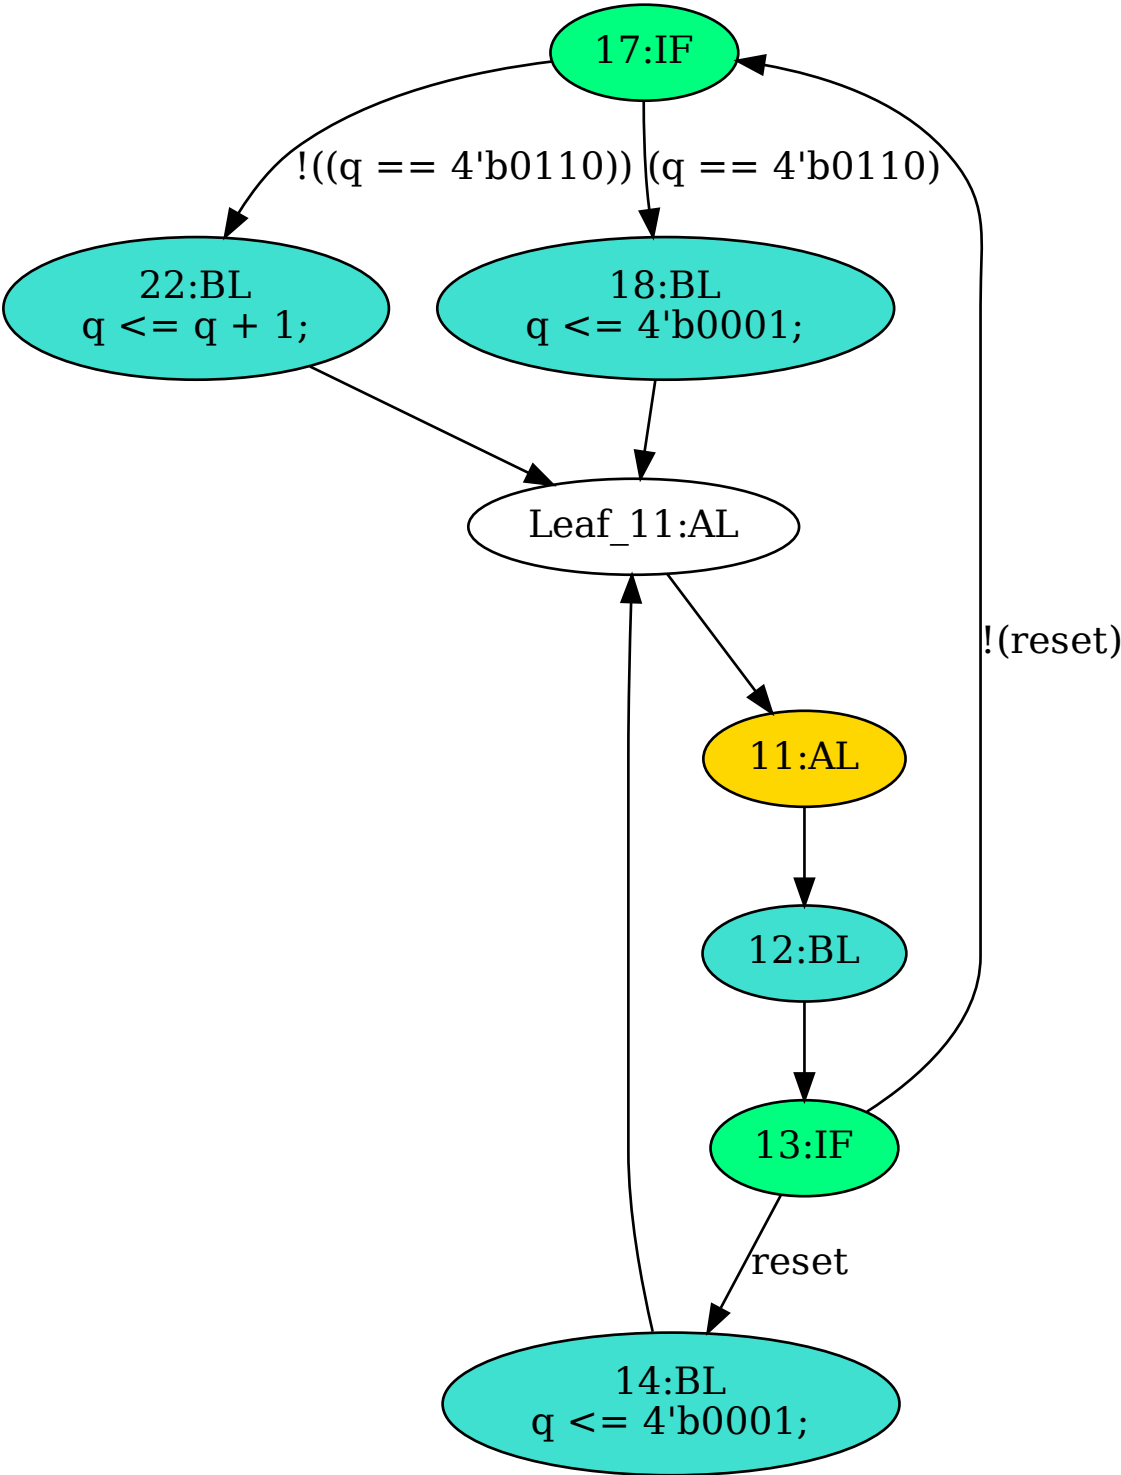 17:IF
!((q == 4'b0110))
(q == 4'b0110)
22:BL
q <= q + 1;
18:BL
q <= 4'b0001;
Leaf_11:AL
!(reset)
11:AL
12:BL
13:IF
reset
14:BL
q <= 4'b0001;